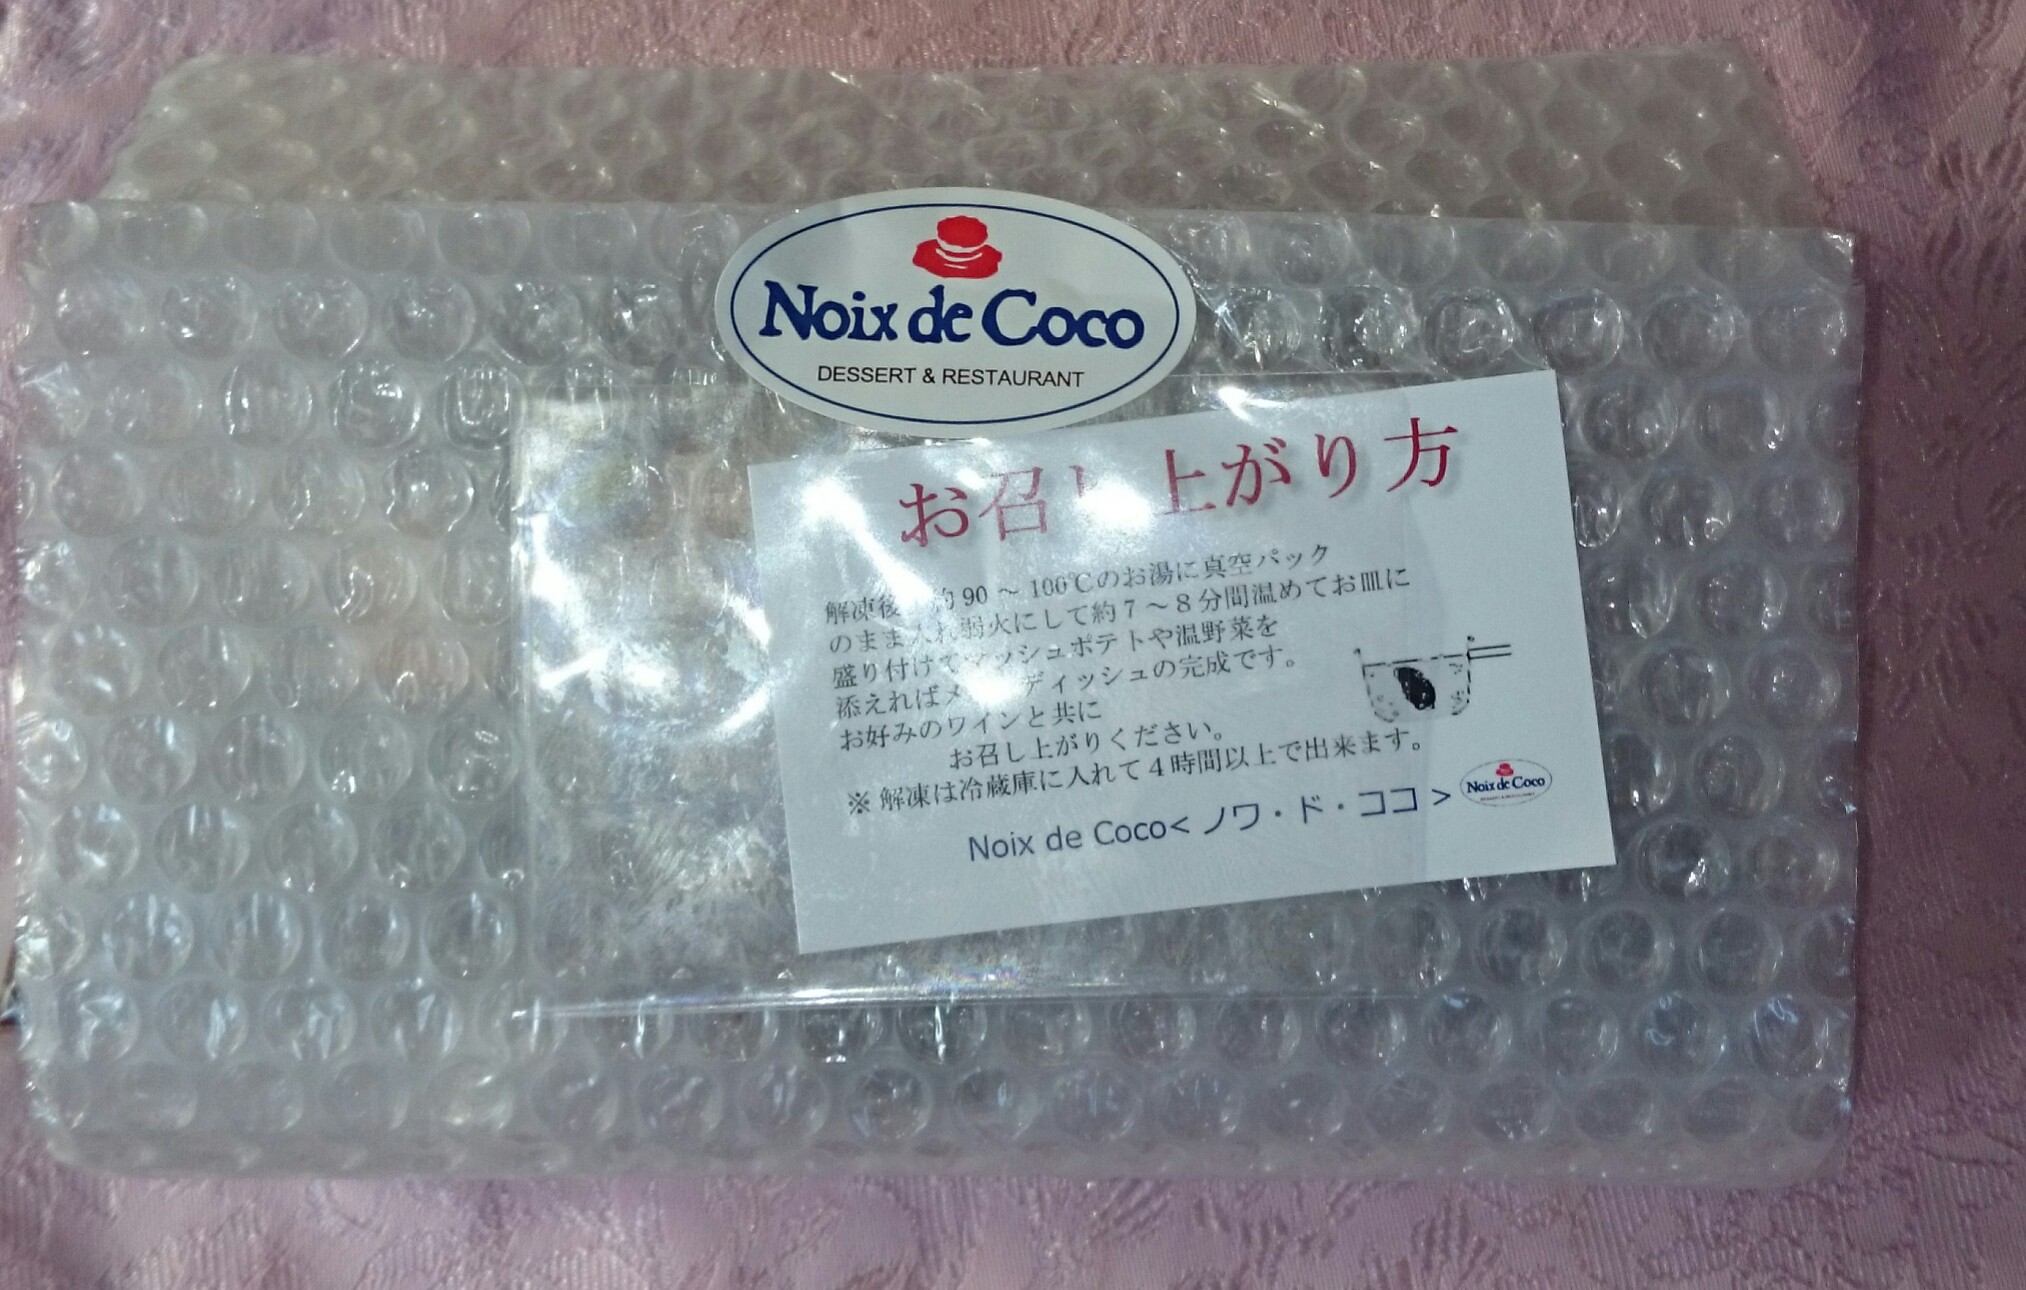 Noix de Coco
DESSERT & RESTAURANT
お召し上がり方
解凍後 約90～100℃のお湯に真空パック
のまま入れ弱火にして約７～８分間温めてお皿に
盛り付けてマッシュポテトや温野菜を
添えればメ ディッシュの完成です。
お好みのワインと共に
お召し上がりください。
※解凍は冷蔵庫に入れて４時間以上で出来ます。
Noix de Coco<ノワ・ド・ココ>
Noix de Coco